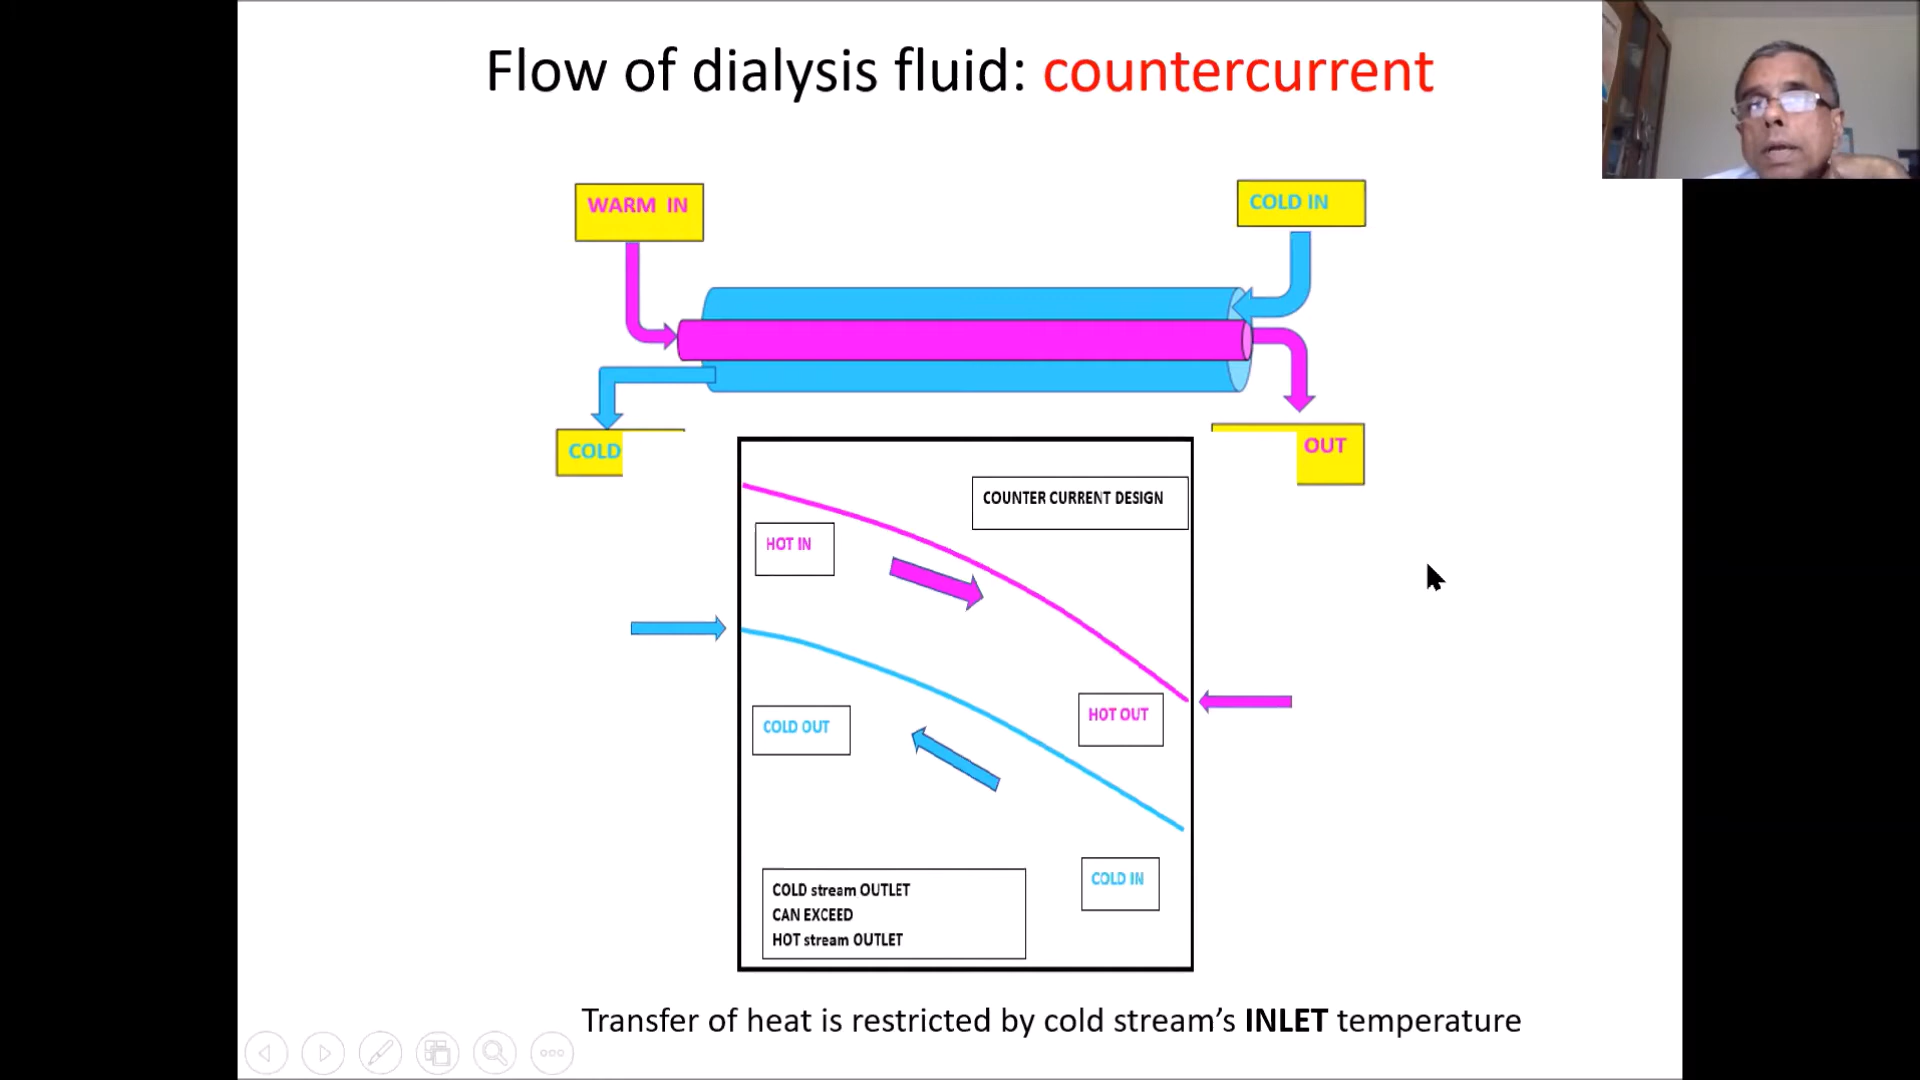 Flow of dialysis fluid: countercurrent
WARM IN
COLD IN
COLD
OUT
COUNTER CURRENT DESIGN
HOT IN
HOT OUT
COLD OUT
COLD IN
COLD stream OUTLET
CAN EXCEED
HOT stream OUTLET
Transfer of heat is restricted by cold stream's INLET temperature